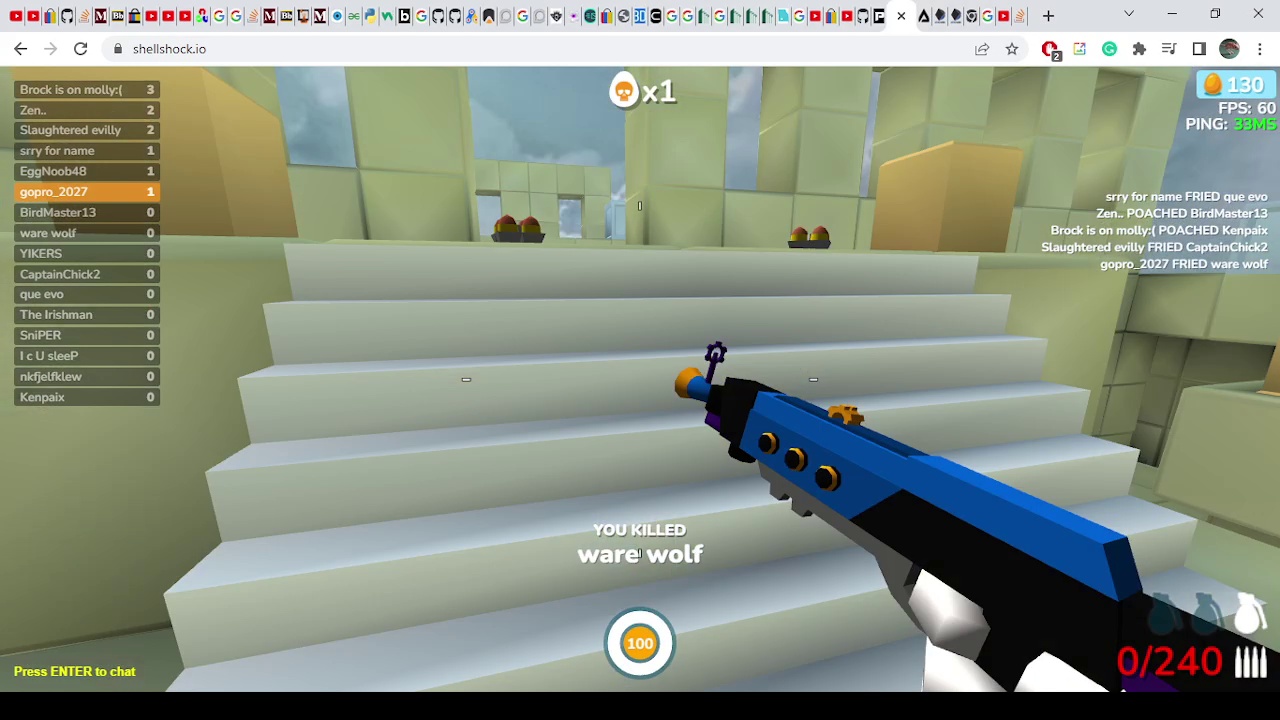 shellshock.io
2
Brock is on molly:( 3
Zen.. 2
Slaughtered evilly 2
srry for name 1
EggNoob48 1
gopro_2027 1
BirdMaster13 0
ware wolf 0
YIKERS 0
CaptainChick2 0
que evo 0
The Irishman 0
SniPER 0
I c U sleeP 0
nkfjelfklew 0
Kenpaix 0
x1
130
FPS: 60
PING: 33MS
srry for name FRIED que evo
Zen.. POACHED BirdMaster13
Brock is on molly:( POACHED Kenpaix
Slaughtered evilly FRIED CaptainChick2
gopro_2027 FRIED ware wolf
YOU KILLED
ware wolf
100
0/240
Press ENTER to chat